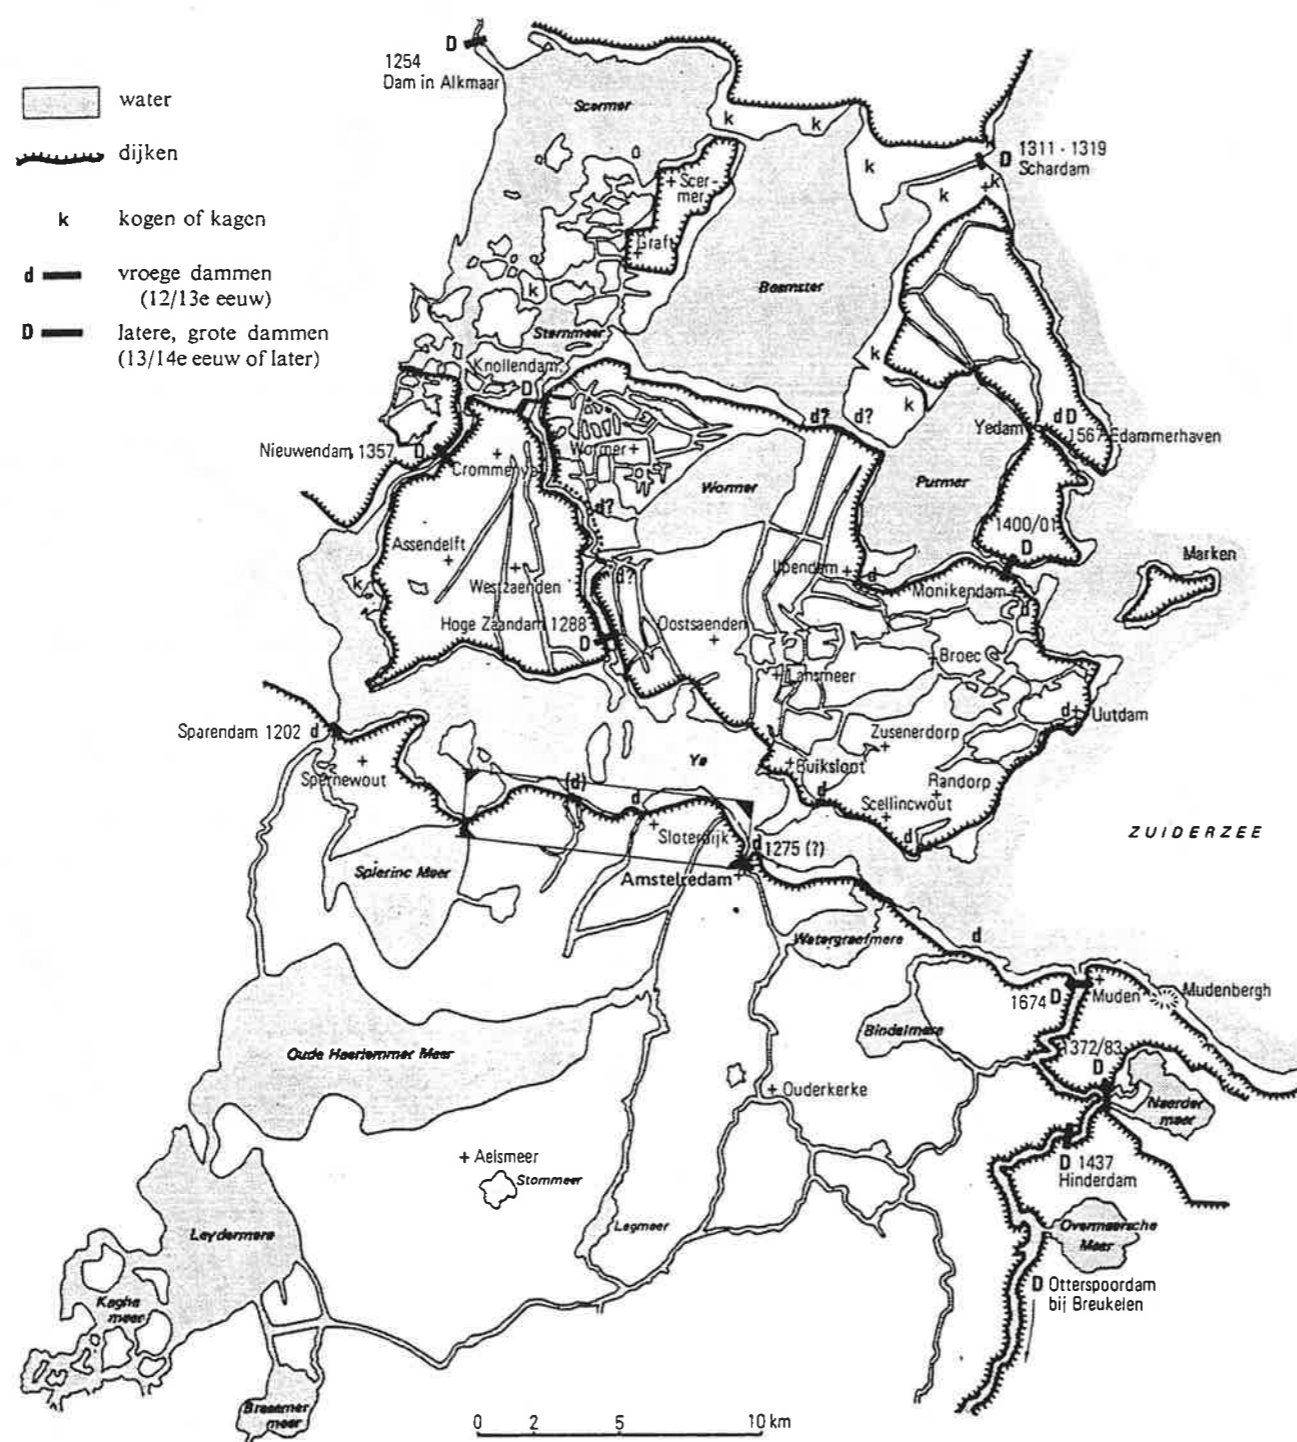 D
1254
Dam in Alkmaar
water
dijken
k kogen of kagen
d vroege dammen
(12/13e eeuw)
D latere, grote dammen
(13/14e eeuw of later)
Scermer
k
k
k
k
k
D 1311 - 1319
Schardam
Scer-
mer
Graft
k
Beemster
Sternmeer
Knollendam
D
k
k
d? d?
d D
Yedam
1567 Edammerhaven
Nieuwendam, 1357 D
Wormer
Crommenye
Wormer
Purmer
d?
1400/01
D
Assendelft
Marken
k
Westzaenden
d?
Ilpendam
d
Monikendam
d
Hoge Zaandam 1288
D
Oostsaenden
Broec
Lansmeer
d
Uutdam
Sparendam 1202 d
Zusenerdorp
Spernewout
Ye
Buiksloot
Randorp
(d)
d
d
Scellincwout
d
Sloterdijk
d
1275 (?)
ZUIDERZEE
Spierinc Meer
Amstelredam
Watergraefmere
d
1674 D
Muden
Mudenbergh
Bindelmere
Oude Haerlemmer Meer
1372/83
D
Ouderkerke
Naerder
meer
Aelsmeer
Stommeer
D 1437
Hinderdam
Leydermere
Legmeer
Overmeersche
Meer
D Otterspoordam
bij Breukelen
Kaghe
meer
Brasemer
meer
0 2 5 10 km